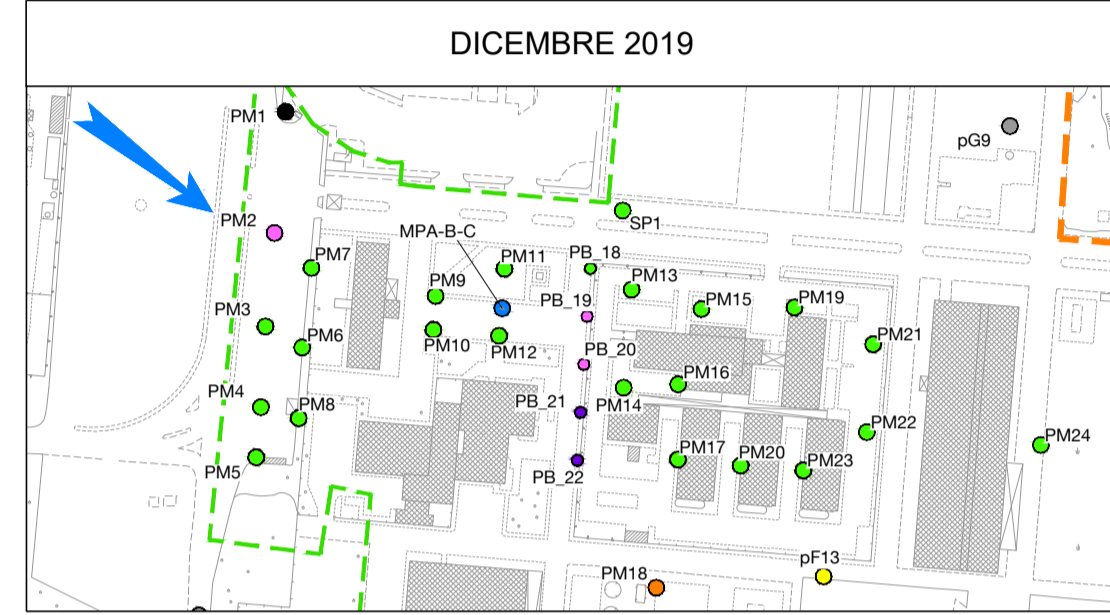 DICEMBRE 2019
PM1
pG9
PM2
SP1
MPA-B-C
PM7
PM11
PB_18
PM9
PM13
PB_19
PM15
PM19
PM3
PM6
PM10
PM12
PB_20
PM21
PM16
PM4
PM8
PB_21
PM14
PM22
PM24
PM5
PM17
PM20
PM23
PB_22
PM18
pF13